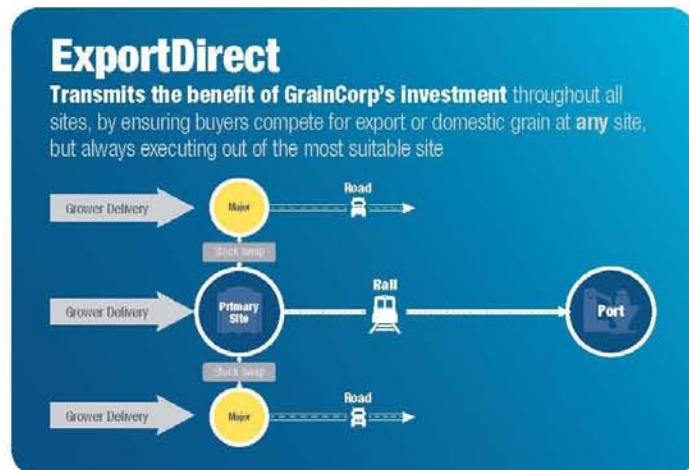 ExportDirect
Transmits the benefit of GrainCorp's investment throughout all
sites, by ensuring buyers compete for export or domestic grain at any site,
but always executing out of the most suitable site
Grower Delivery
Major
Road
Stock swap
Grower Delivery
Primary
Site
Rail
Port
Stock swap
Grower Delivery
Major
Road